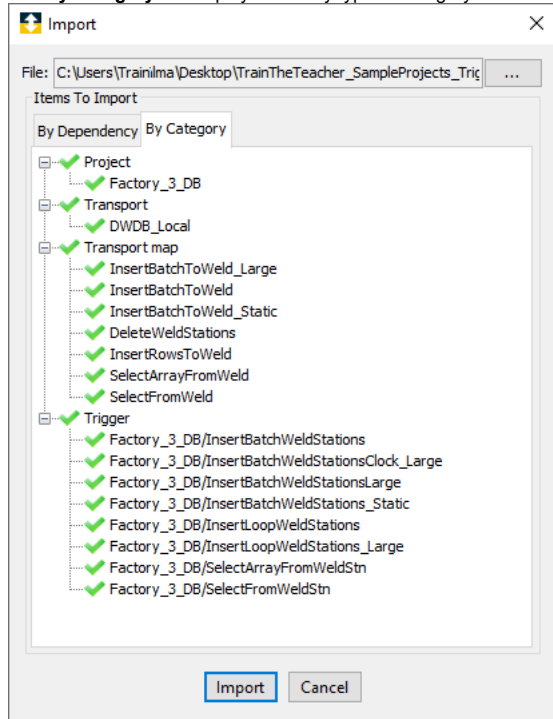 Import
File: C:\Users\Trainilma\Desktop\TrainTheTeacher_SampleProjects_Trig ...
Items To Import
By Dependency By Category
Project
Factory_3_DB
Transport
DWDB_Local
Transport map
InsertBatchToWeld_Large
InsertBatchToWeld
InsertBatchToWeld_Static
DeleteWeldStations
InsertRowsToWeld
SelectArrayFromWeld
SelectFromWeld
Trigger
Factory_3_DB/InsertBatchWeldStations
Factory_3_DB/InsertBatchWeldStationsClock_Large
Factory_3_DB/InsertBatchWeldStationsLarge
Factory_3_DB/InsertBatchWeldStations_Static
Factory_3_DB/InsertLoopWeldStations
Factory_3_DB/InsertLoopWeldStations_Large
Factory_3_DB/SelectArrayFromWeldStn
Factory_3_DB/SelectFromWeldStn
Import Cancel